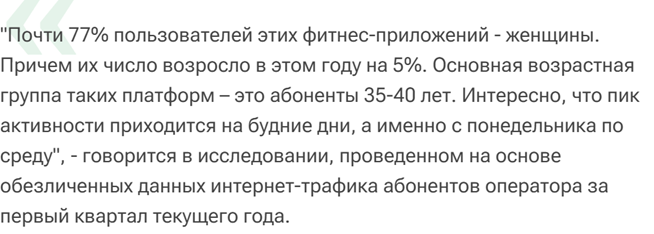 "Почти 77% пользователей этих фитнес-приложений - женщины.
Причем их число возросло в этом году на 5%. Основная возрастная
группа таких платформ – это абоненты 35-40 лет. Интересно, что пик
активности приходится на будние дни, а именно с понедельника по
среду", - говорится в исследовании, проведенном на основе
обезличенных данных интернет-трафика абонентов оператора за
первый квартал текущего года.